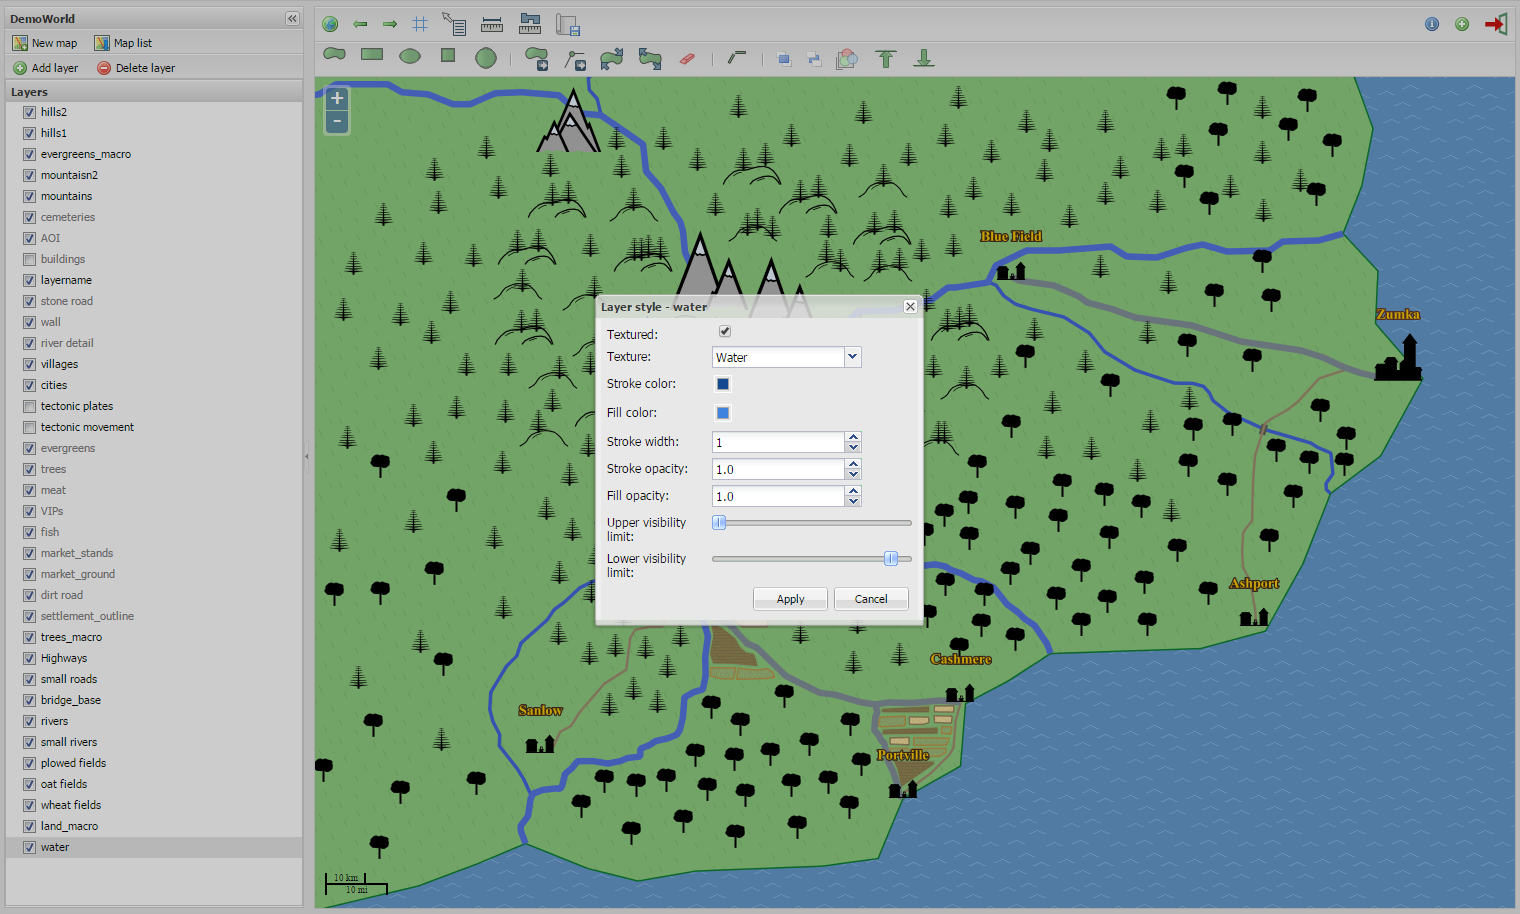 DemoWorld
New map
Map list
Add layer
Delete layer
Layers
hills2
hills1
evergreens_macro
mountaisn2
mountains
cemeteries
AOI
buildings
layername
stone road
wall
river detail
villages
cities
tectonic plates
tectonic movement
evergreens
trees
meat
VIPs
fish
market_stands
market_ground
dirt road
settlement_outline
trees_macro
Highways
small roads
bridge_base
rivers
small rivers
plowed fields
oat fields
wheat fields
land_macro
water
+
-
Blue Field
Zumka
Ashport
Cashmere
Sanlow
Portville
10 km
10 mi
Layer style - water
Textured:
Texture:
Water
Stroke color:
Fill color:
Stroke width:
1
Stroke opacity:
1.0
Fill opacity:
1.0
Upper visibility
limit:
Lower visibility
limit:
Apply
Cancel